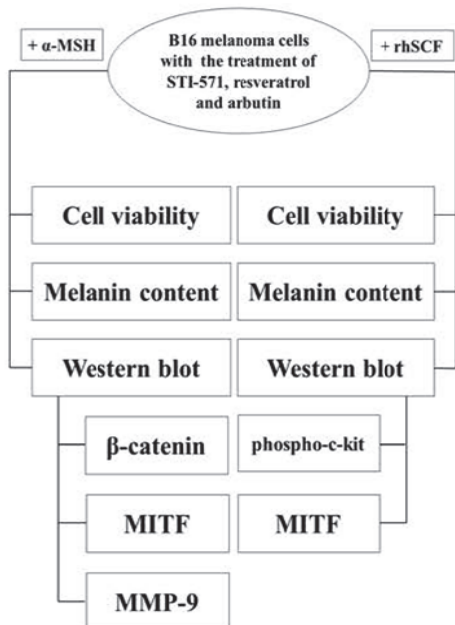 + α-MSH
B16 melanoma cells
with the treatment of
STI-571, resveratrol
and arbutin
+ rhSCF
Cell viability
Cell viability
Melanin content
Melanin content
Western blot
Western blot
β-catenin
phospho-c-kit
MITF
MITF
MMP-9